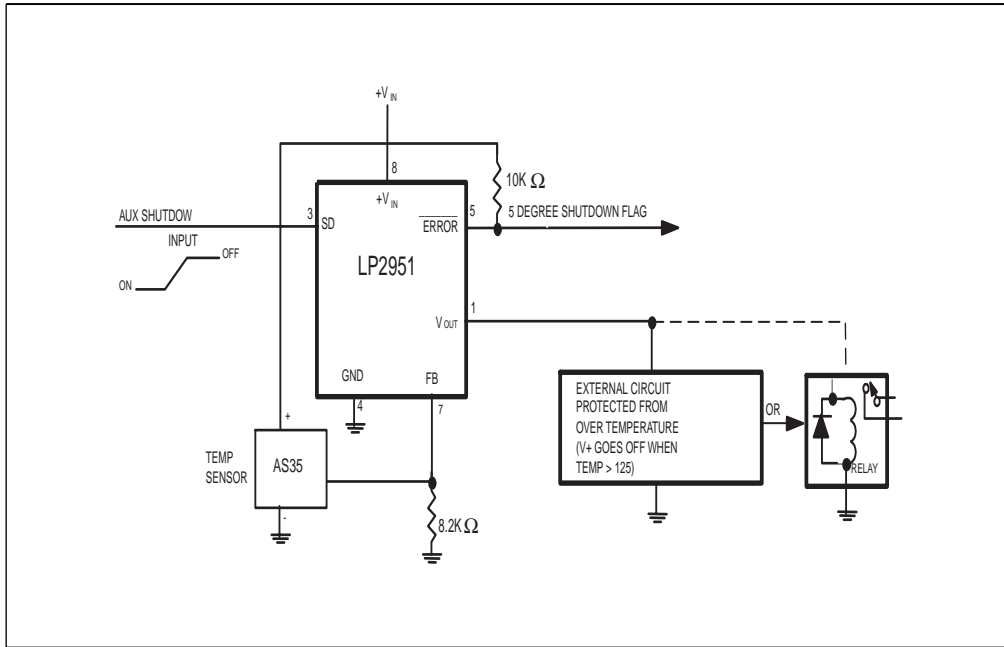 +V IN
8
+V IN
10K Ω
3
SD
5
ERROR
5 DEGREE SHUTDOWN FLAG
AUX SHUTDOW
INPUT
OFF
ON
LP2951
1
V OUT
GND
FB
4
7
EXTERNAL CIRCUIT
PROTECTED FROM
OVER TEMPERATURE
(V+ GOES OFF WHEN
TEMP > 125)
OR
RELAY
+
TEMP
SENSOR
AS35
-
8.2K Ω